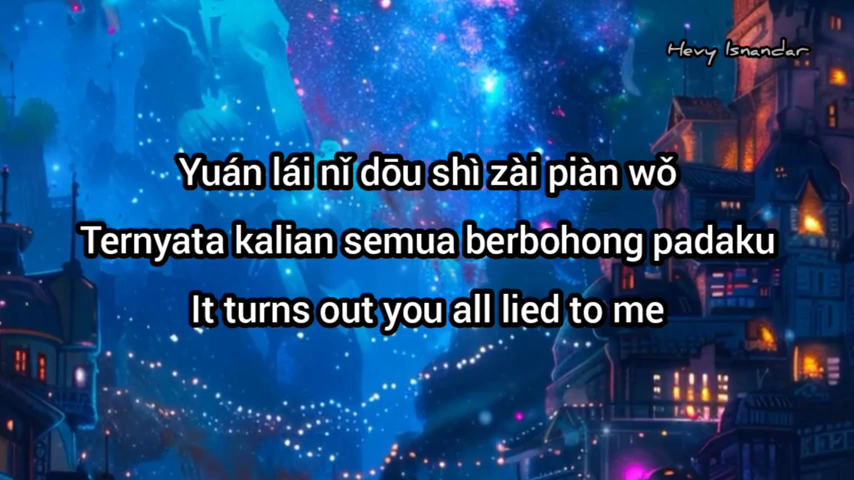 Hevy Isnandar
Yuán lái nǐ dōu shì zài piàn wǒ
Ternyata kalian semua berbohong padaku
It turns out you all lied to me